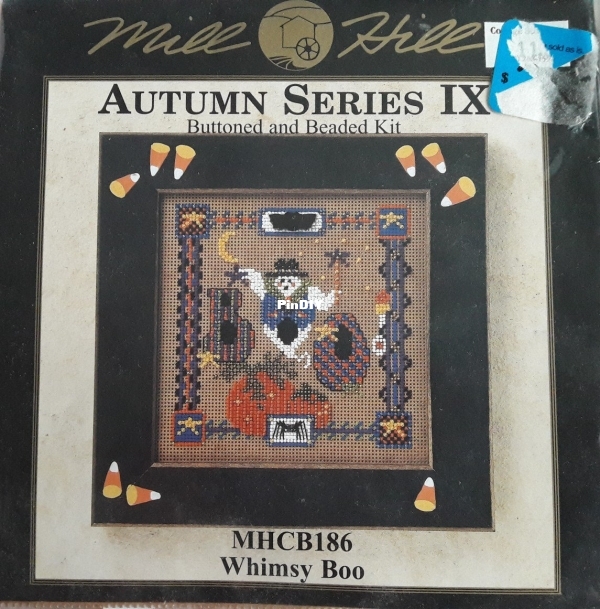 Mill Hill
AUTUMN SERIES IX
Buttoned and Beaded Kit
PinDIY
MHCB186
Whimsy Boo